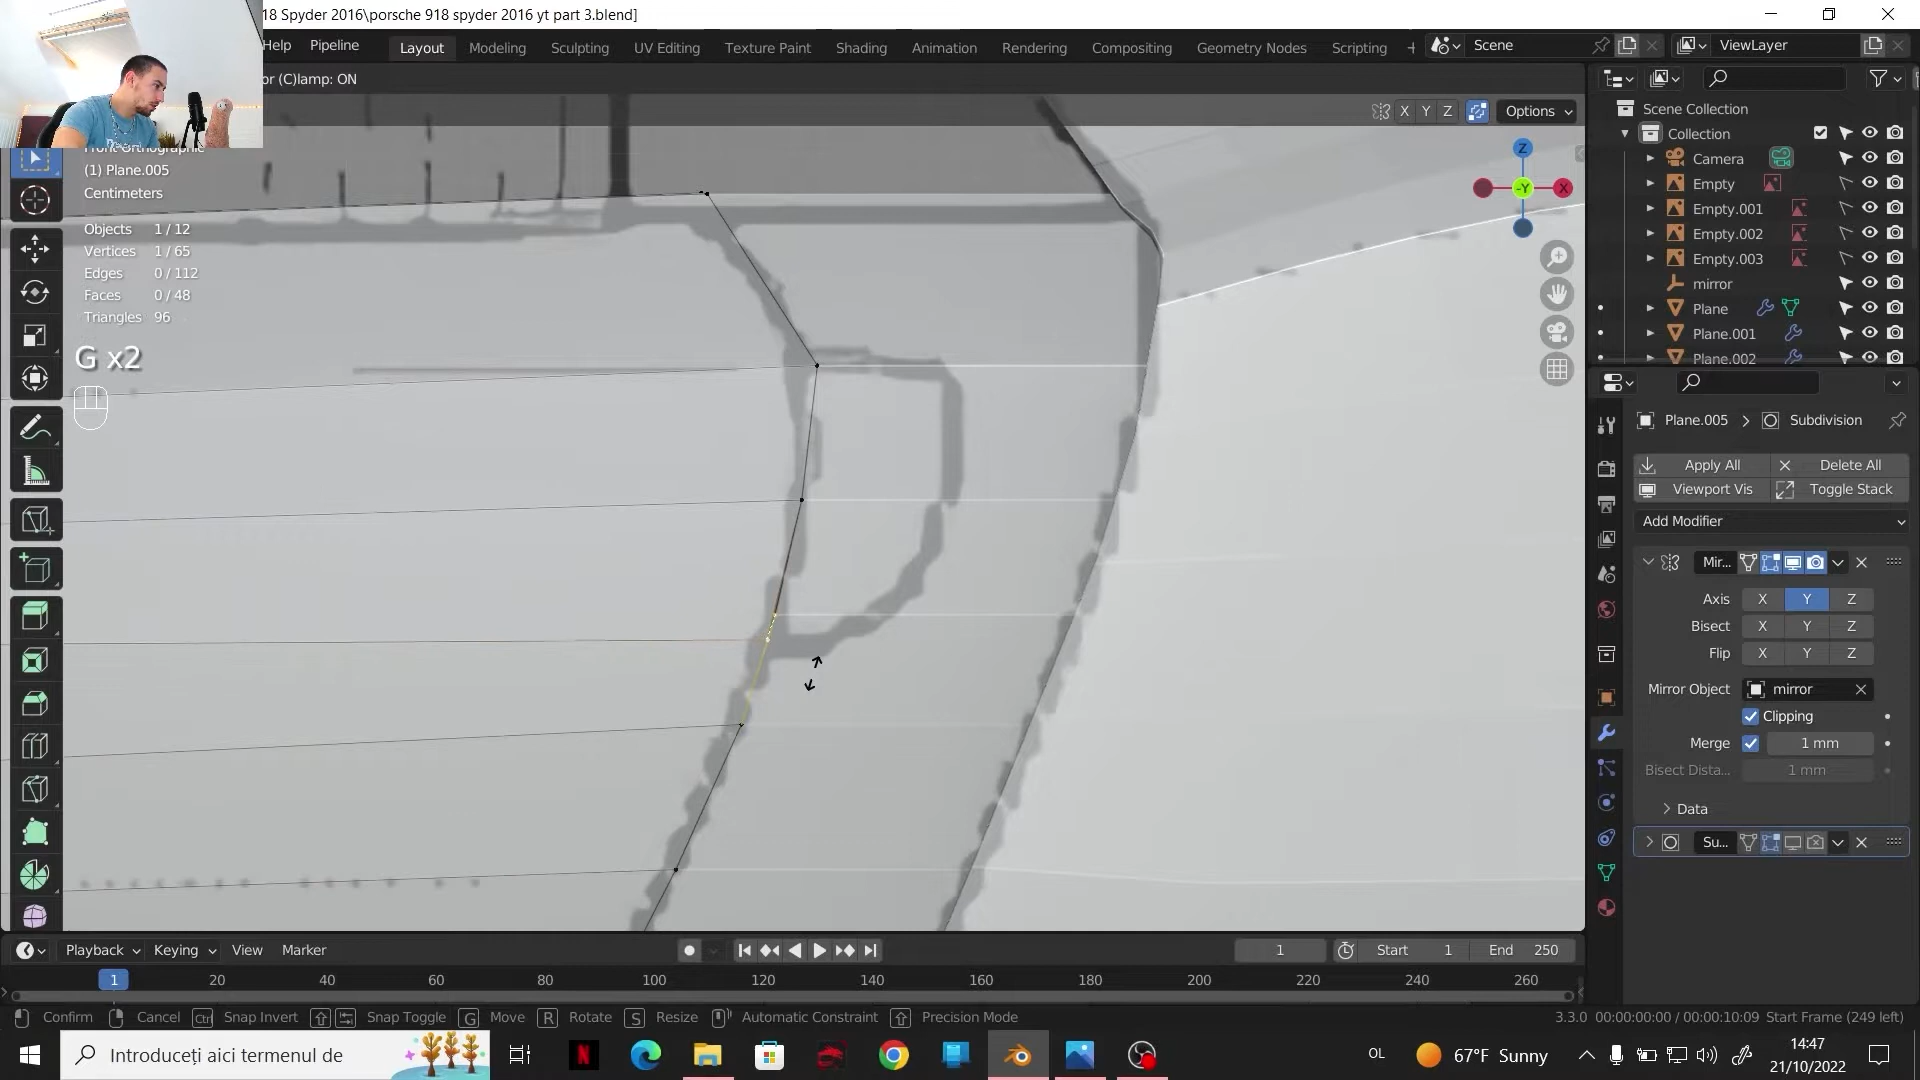 18 Spyder 2016\porsche 918 spyder 2016 yt part 3.blend]
Help Pipeline Layout Modeling Sculpting UV Editing Texture Paint Shading Animation Rendering Compositing Geometry Nodes Scripting + Scene ViewLayer
or (C)lamp: ON
X Y Z Options
(1) Plane.005
Centimeters
Objects 1 / 12
Vertices 1 / 65
Edges 0 / 112
Faces 0 / 48
Triangles 96
G x2
Z
-Y
X
Scene Collection
Collection
Camera
Empty
Empty.001
Empty.002
Empty.003
mirror
Plane
Plane.001
Plane.002
Plane.005 > Subdivision
Apply All Delete All
Viewport Vis Toggle Stack
Add Modifier
Mir...
Axis X Y Z
Bisect X Y Z
Flip X Y Z
Mirror Object mirror
Clipping
Merge 1 mm
Bisect Dista... 1 mm
Data
Su...
Playback Keying View Marker 1 Start 1 End 250
1 20 40 60 80 100 120 140 160 180 200 220 240 260
Confirm Cancel Ctrl Snap Invert Snap Toggle G Move R Rotate S Resize Automatic Constraint Precision Mode 3.3.0 00:00:00:00 / 00:00:10:09 Start Frame (249 left)
Introduceți aici termenul de OL 67°F Sunny 14:47
21/10/2022